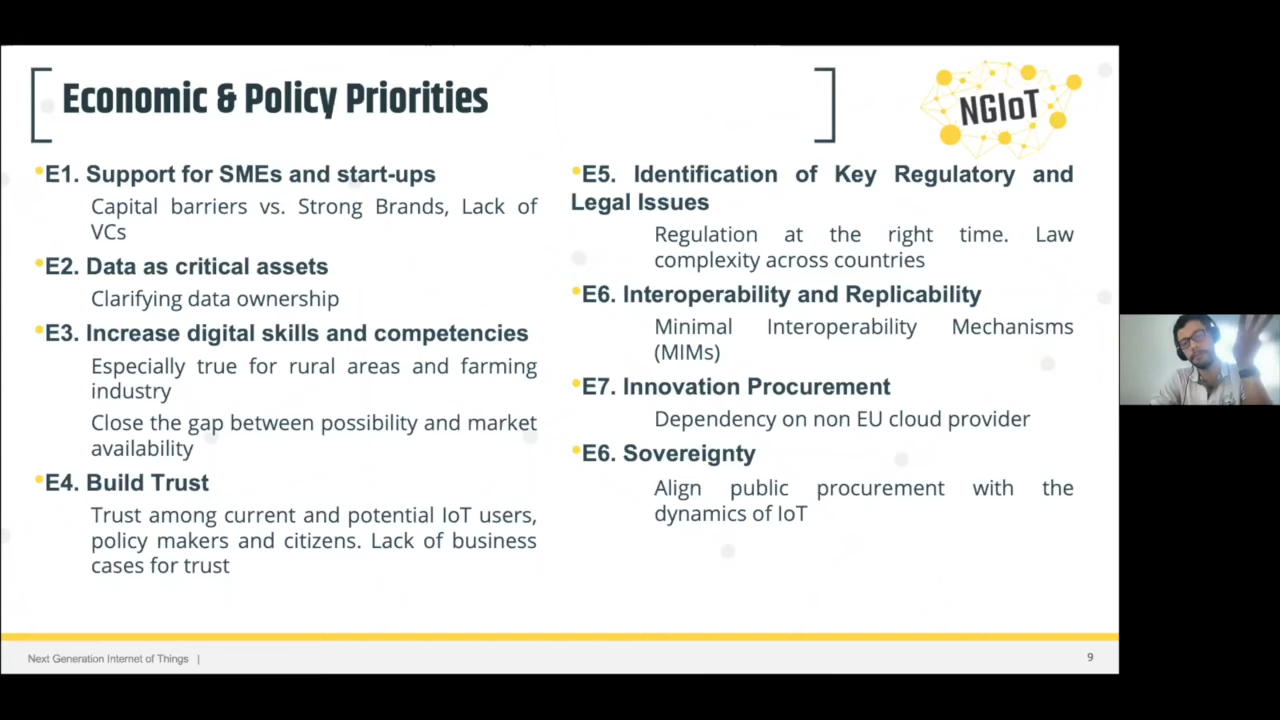 Economic & Policy Priorities
NGIoT
•E1. Support for SMEs and start-ups
Capital barriers vs. Strong Brands, Lack of
VCs
•E2. Data as critical assets
Clarifying data ownership
•E3. Increase digital skills and competencies
Especially true for rural areas and farming
industry
Close the gap between possibility and market
availability
•E4. Build Trust
Trust among current and potential IoT users,
policy makers and citizens. Lack of business
cases for trust
•E5. Identification of Key Regulatory and
Legal Issues
Regulation at the right time. Law
complexity across countries
•E6. Interoperability and Replicability
Minimal Interoperability Mechanisms
(MIMs)
•E7. Innovation Procurement
Dependency on non EU cloud provider
•E6. Sovereignty
Align public procurement with the
dynamics of IoT
Next Generation Internet of Things |
9